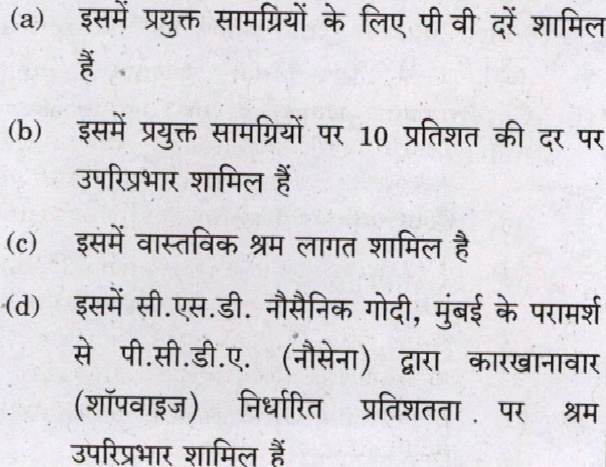 (a) इसमें प्रयुक्त सामग्रियों के लिए पी वी दरें शामिल
हैं
(b) इसमें प्रयुक्त सामग्रियों पर 10 प्रतिशत की दर पर
उपरिप्रभार शामिल हैं
(c) इसमें वास्तविक श्रम लागत शामिल है
(d) इसमें सी.एस.डी. नौसैनिक गोदी, मुबई के परामर्श
से पी.सी.डी.ए. (नौसेना) द्वारा कारखानावार
(शॉपवाइज) निर्धारित प्रतिशतता पर श्रम
उपरिप्रभार शामिल हैं